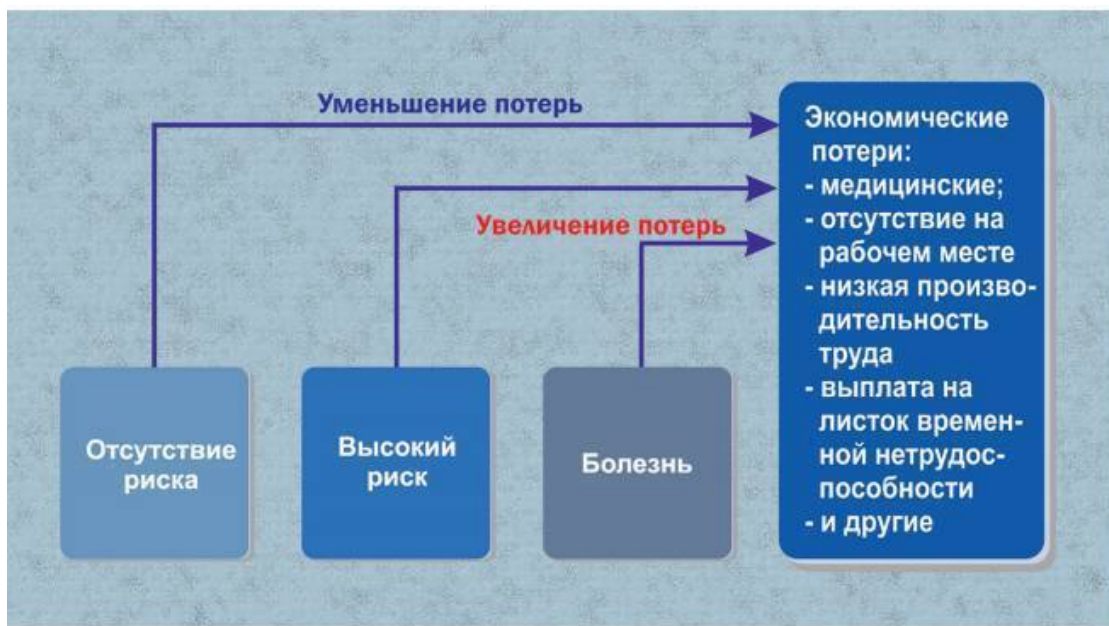 Уменьшение потерь
Увеличение потерь
Отсутствие
риска
Высокий
риск
Болезнь
Экономические
потери:
- медицинские;
- отсутствие на
рабочем месте
- низкая произво-
дительность
труда
- выплата на
листок времен-
ной нетрудос-
пособности
- и другие